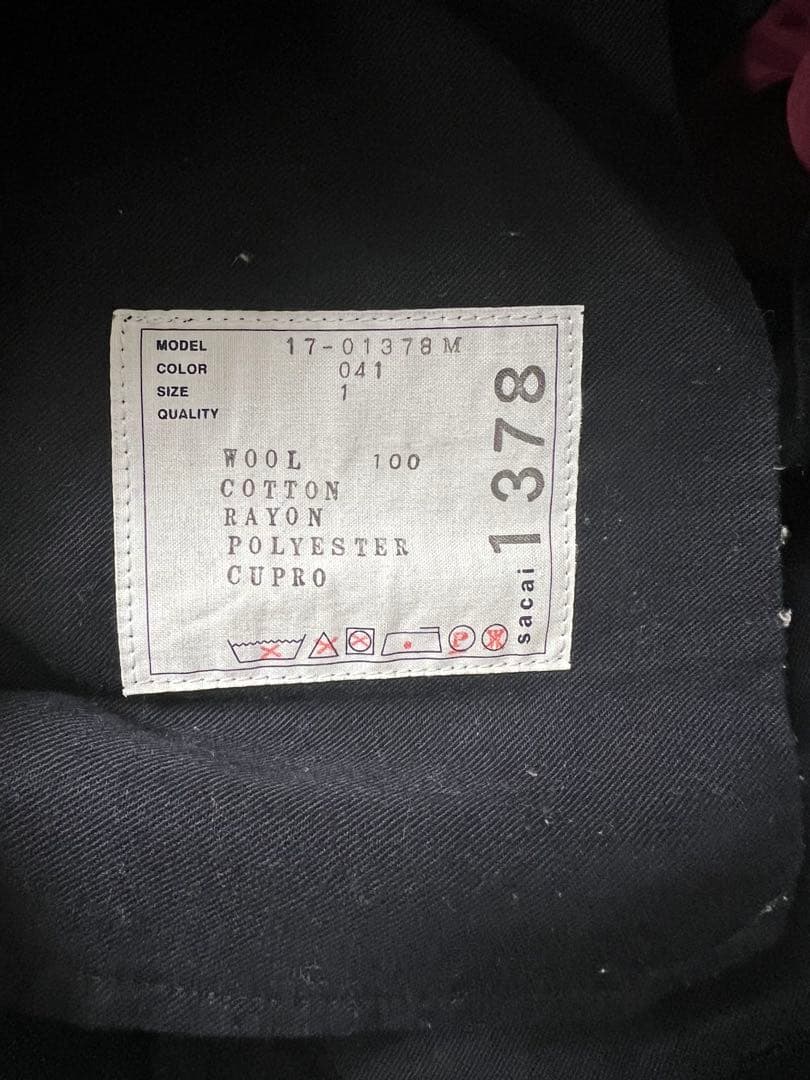 MODEL 17-01378M
COLOR 041
SIZE 1
QUALITY
WOOL 100
COTTON
RAYON
POLYESTER
CUPRO
P
W
sacai 1378